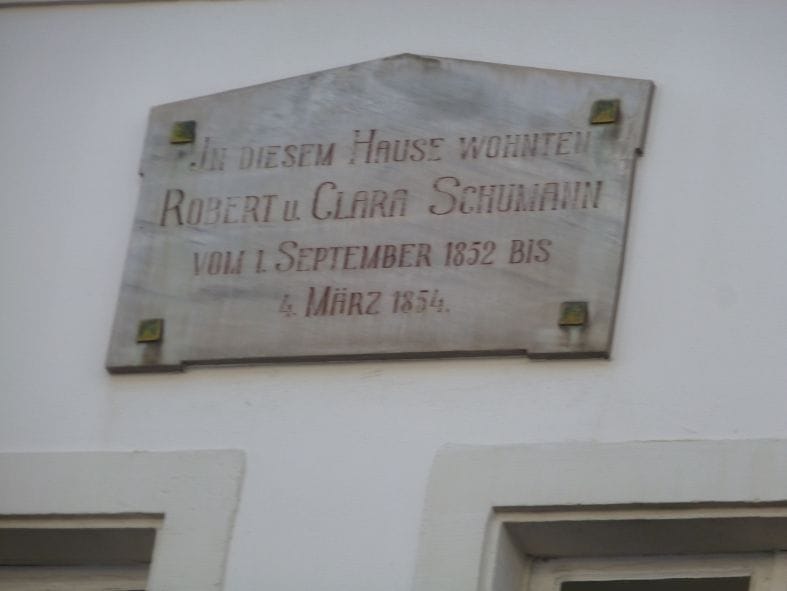 In diesem Hause wohnten
Robert u. Clara Schumann
vom 1. September 1852 bis
4. März 1854.